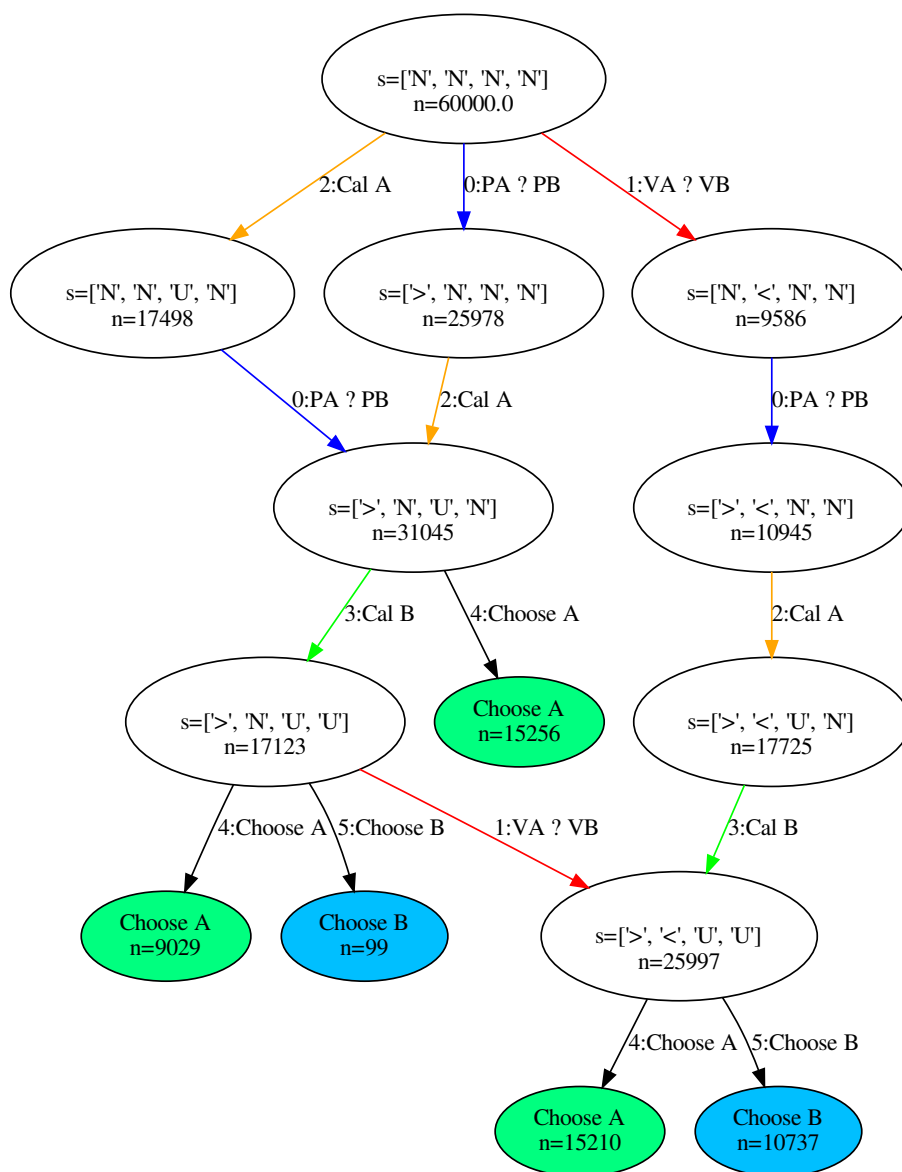 s=['N', 'N', 'N', 'N']
n=60000.0
2:Cal A
0:PA ? PB
1:VA ? VB
s=['N', 'N', 'U', 'N']
n=17498
s=['>', 'N', 'N', 'N']
n=25978
s=['N', '<', 'N', 'N']
n=9586
0:PA ? PB
2:Cal A
0:PA ? PB
s=['>', 'N', 'U', 'N']
n=31045
s=['>', '<', 'N', 'N']
n=10945
3:Cal B
4:Choose A
2:Cal A
s=['>', 'N', 'U', 'U']
n=17123
Choose A
n=15256
s=['>', '<', 'U', 'N']
n=17725
4:Choose A
5:Choose B
1:VA ? VB
3:Cal B
Choose A
n=9029
Choose B
n=99
s=['>', '<', 'U', 'U']
n=25997
4:Choose A
5:Choose B
Choose A
n=15210
Choose B
n=10737